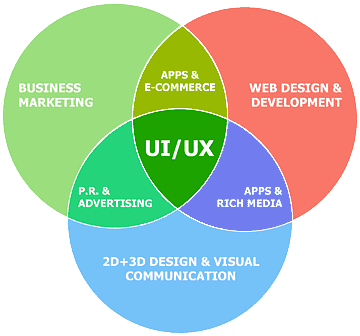 APPS &
E-COMMERCE
BUSINESS
MARKETING
WEB DESIGN &
DEVELOPMENT
UI/UX
P.R. &
ADVERTISING
APPS &
RICH MEDIA
2D+3D DESIGN & VISUAL
COMMUNICATION